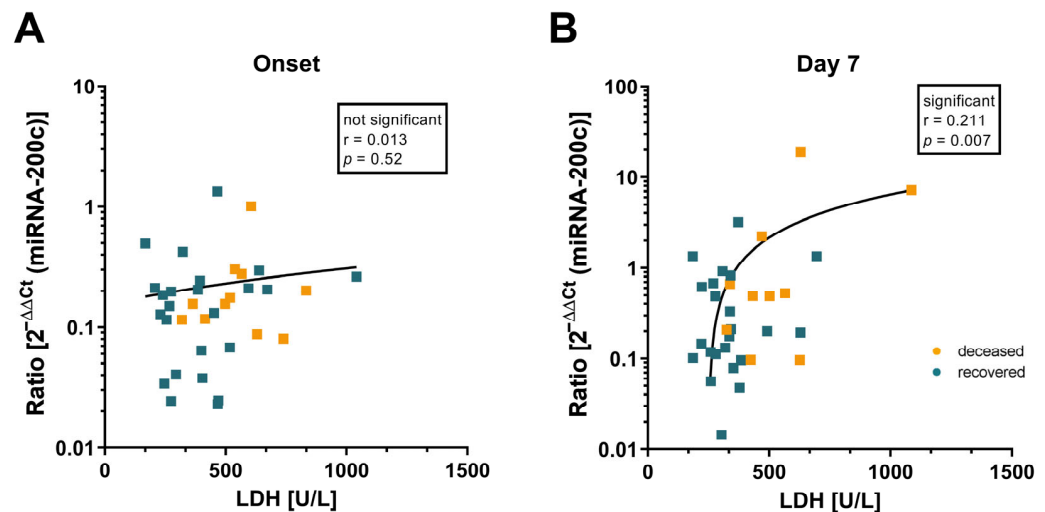 A
Onset
10
1
0.1
0.01
0
500
1000
1500
LDH [U/L]
Ratio [2^−ΔΔCt (miRNA-200c)]
not significant
r = 0.013
p = 0.52
B
Day 7
100
10
1
0.1
0.01
0
500
1000
1500
LDH [U/L]
Ratio [2^−ΔΔCt (miRNA-200c)]
significant
r = 0.211
p = 0.007
deceased
recovered